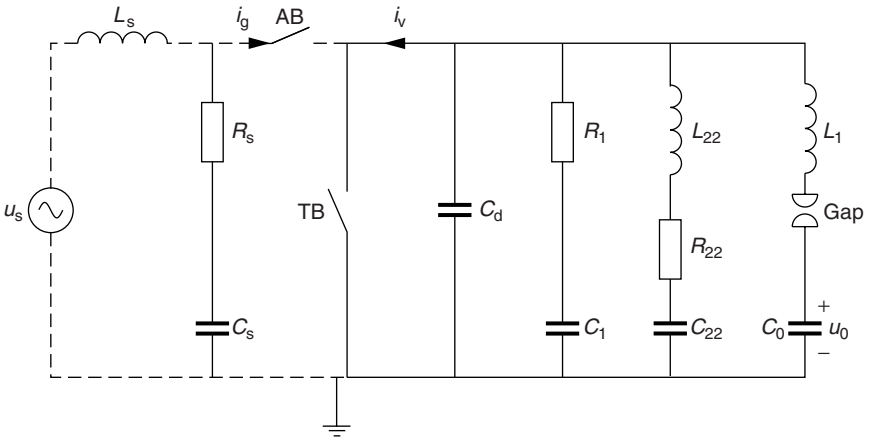 L_s
i_g
AB
i_v
R_s
R_1
L_22
L_1
u_s
TB
C_d
Gap
R_22
C_s
C_1
C_22
C_0
+
u_0
−